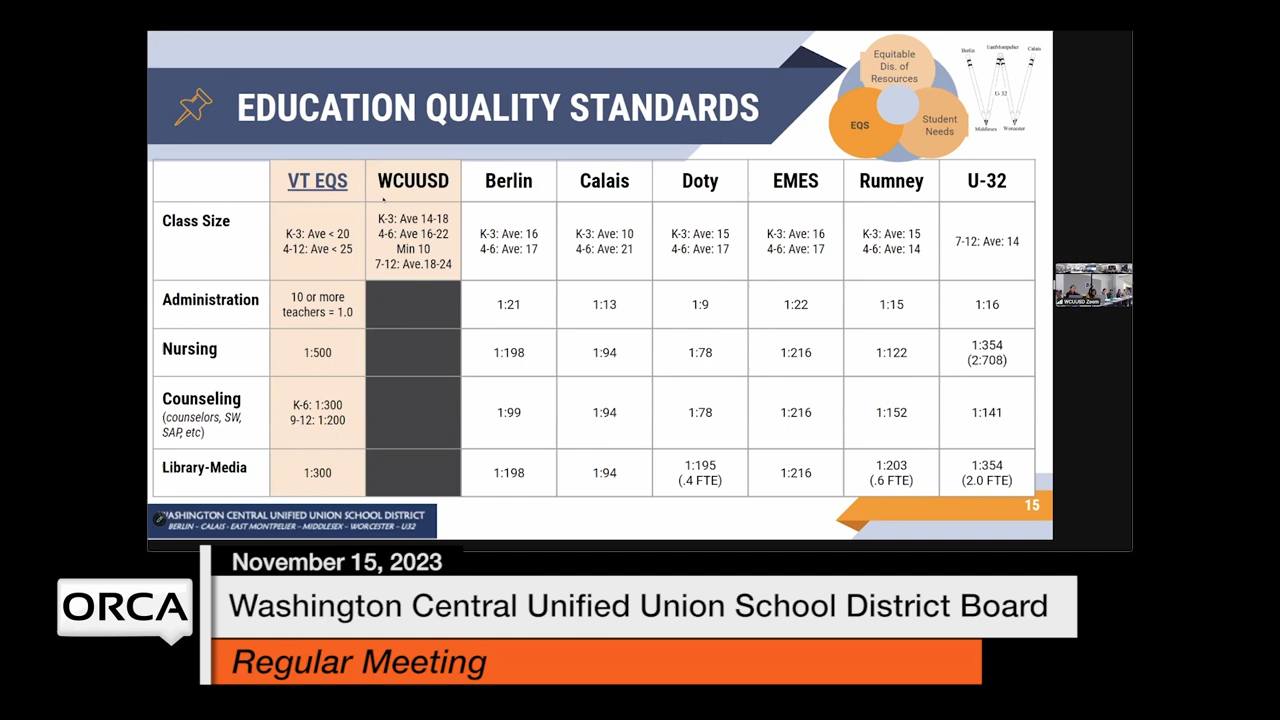 EDUCATION QUALITY STANDARDS
Equitable
Dis. of
Resources
EQS
Student
Needs
Berlin
EastMontpelier
Calais
U-32
Middlesex
Worcester
VT EQS
WCUUSD
Berlin
Calais
Doty
EMES
Rumney
U-32
Class Size
K-3: Ave < 20
4-12: Ave < 25
K-3: Ave 14-18
4-6: Ave 16-22
Min 10
7-12: Ave.18-24
K-3: Ave: 16
4-6: Ave: 17
K-3: Ave: 10
4-6: Ave: 21
K-3: Ave: 15
4-6: Ave: 17
K-3: Ave: 16
4-6: Ave: 17
K-3: Ave: 15
4-6: Ave: 14
7-12: Ave: 14
Administration
10 or more
teachers = 1.0
1:21
1:13
1:9
1:22
1:15
1:16
Nursing
1:500
1:198
1:94
1:78
1:216
1:122
1:354
(2:708)
Counseling
(counselors, SW,
SAP, etc)
K-6: 1:300
9-12: 1:200
1:99
1:94
1:78
1:216
1:152
1:141
Library-Media
1:300
1:198
1:94
1:195
(.4 FTE)
1:216
1:203
(.6 FTE)
1:354
(2.0 FTE)
15
WASHINGTON CENTRAL UNIFIED UNION SCHOOL DISTRICT
BERLIN – CALAIS - EAST MONTPELIER – MIDDLESEX – WORCESTER – U32
WCUUSD Zoom
November 15, 2023
ORCA
Washington Central Unified Union School District Board
Regular Meeting